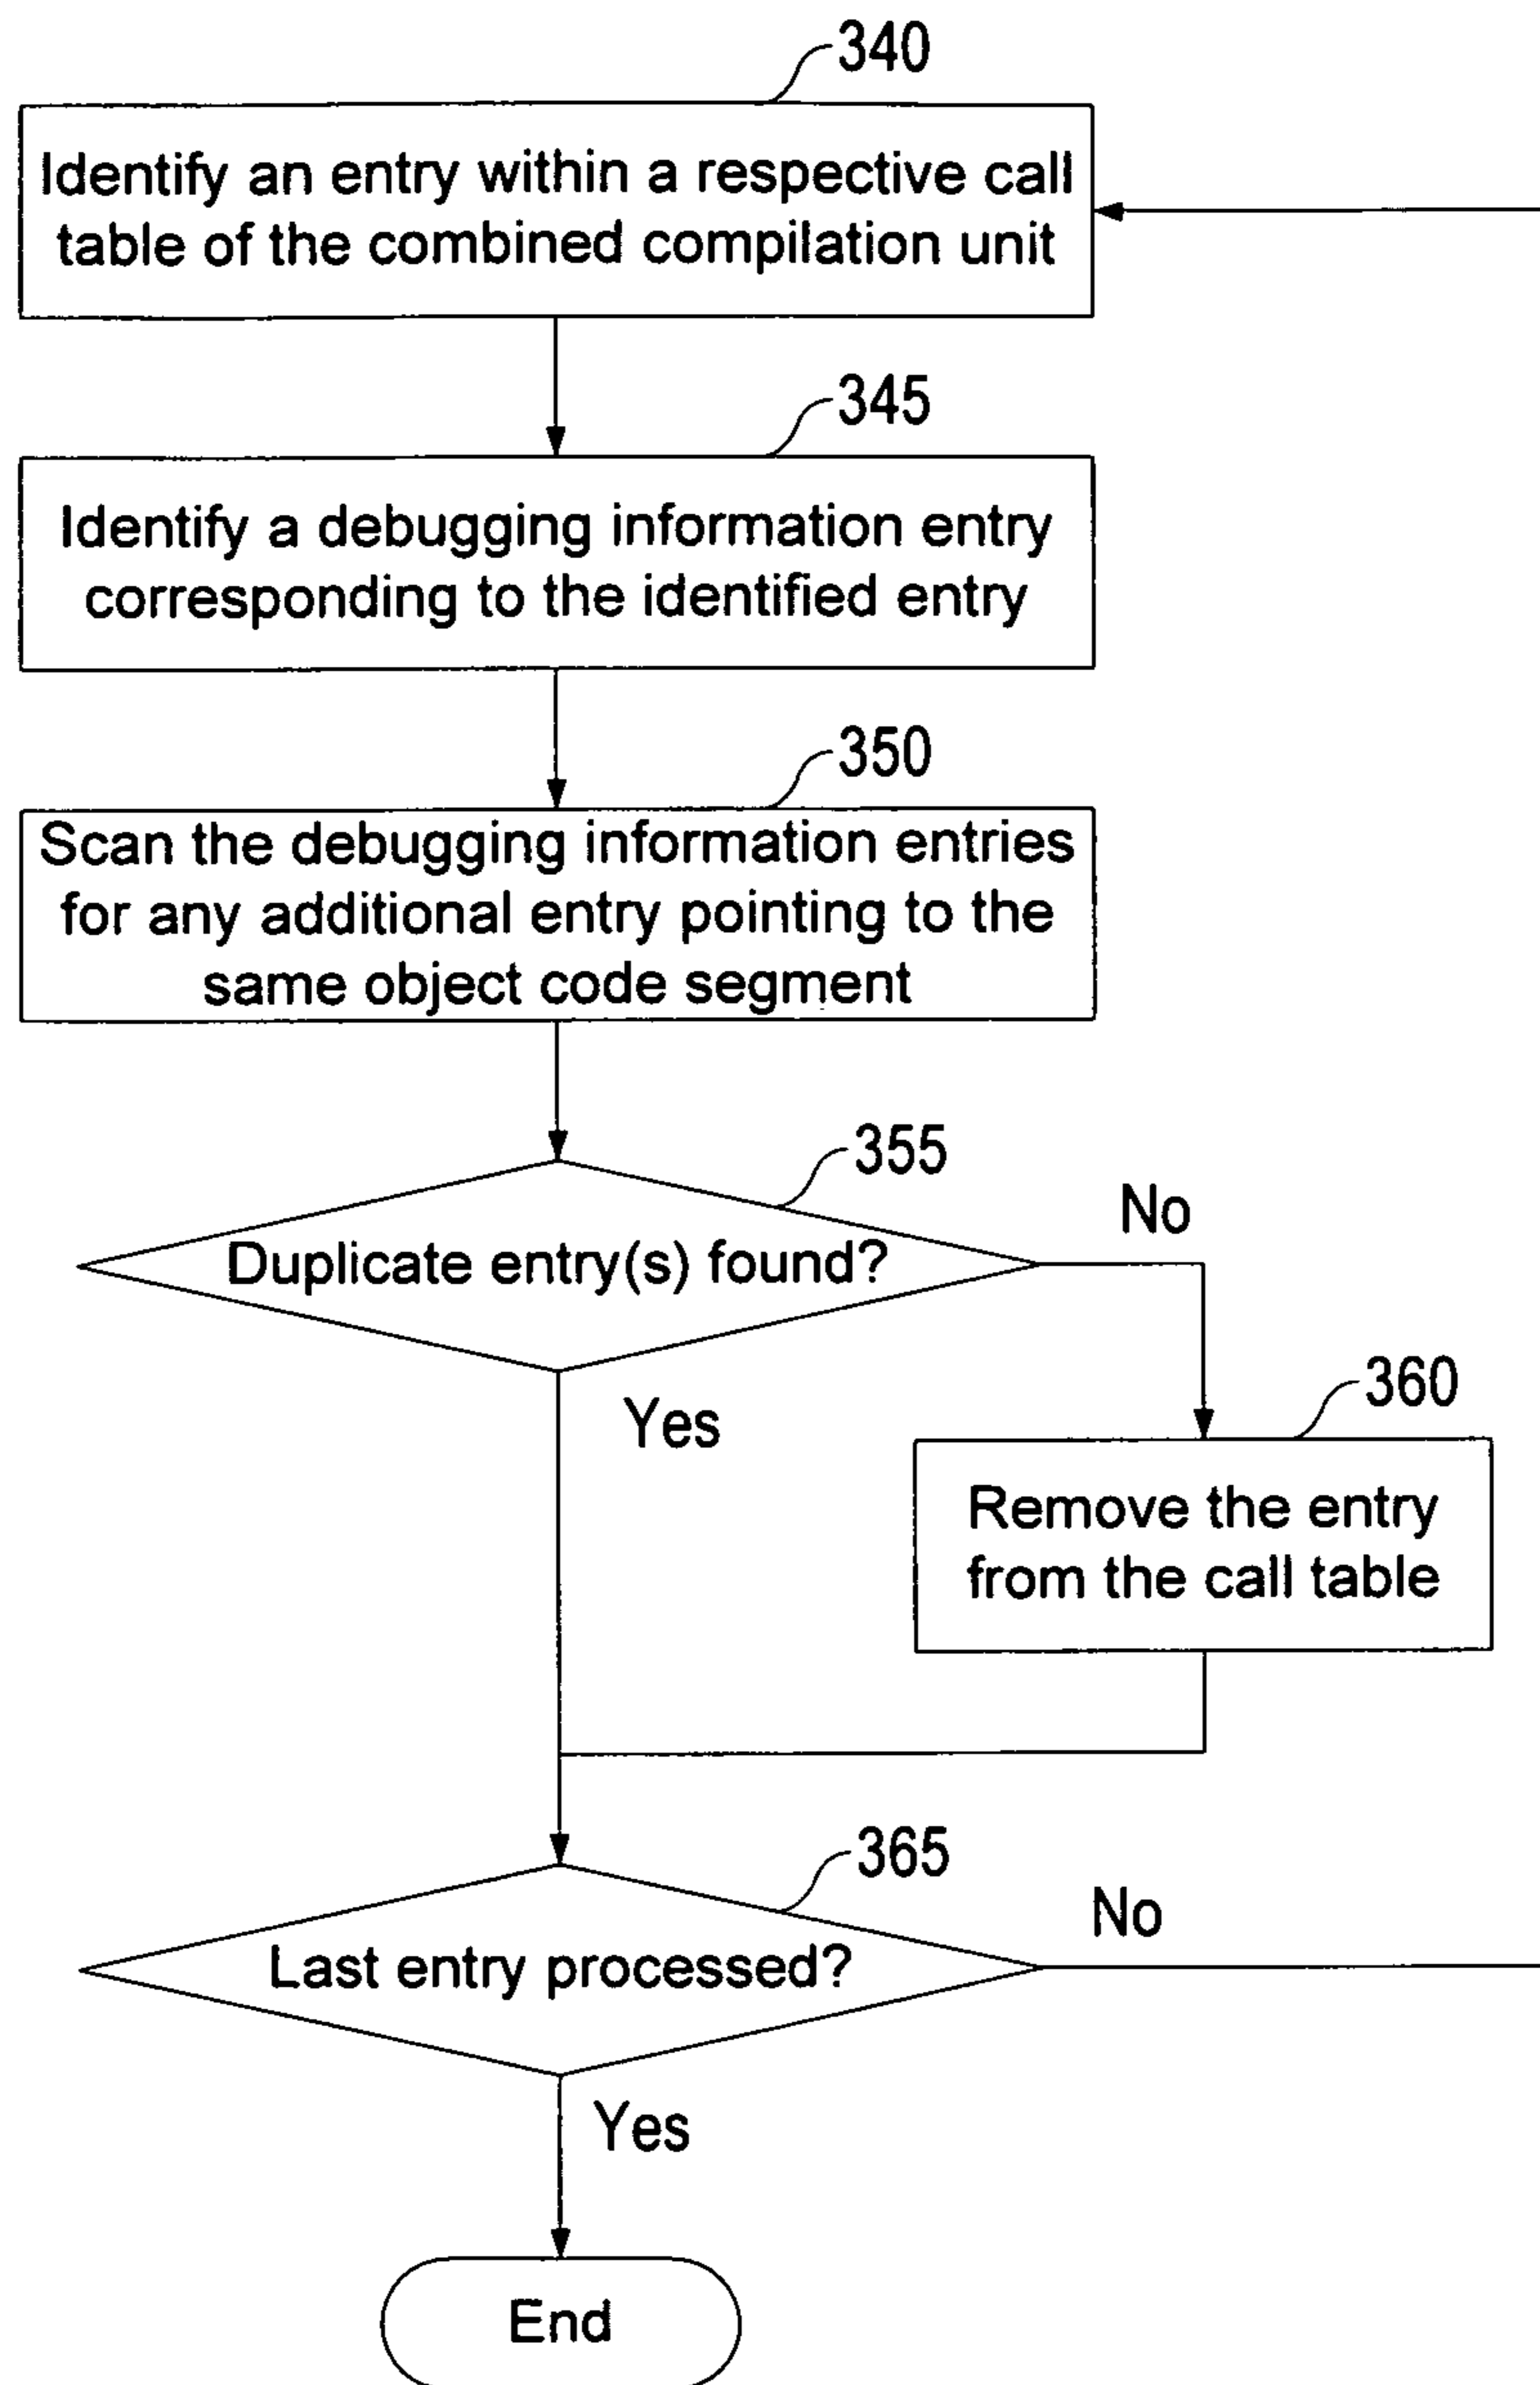 340
Identify an entry within a respective call
table of the combined compilation unit
345
Identify a debugging information entry
corresponding to the identified entry
350
Scan the debugging information entries
for any additional entry pointing to the
same object code segment
355
No
Duplicate entry(s) found?
Yes
360
Remove the entry
from the call table
365
No
Last entry processed?
Yes
End